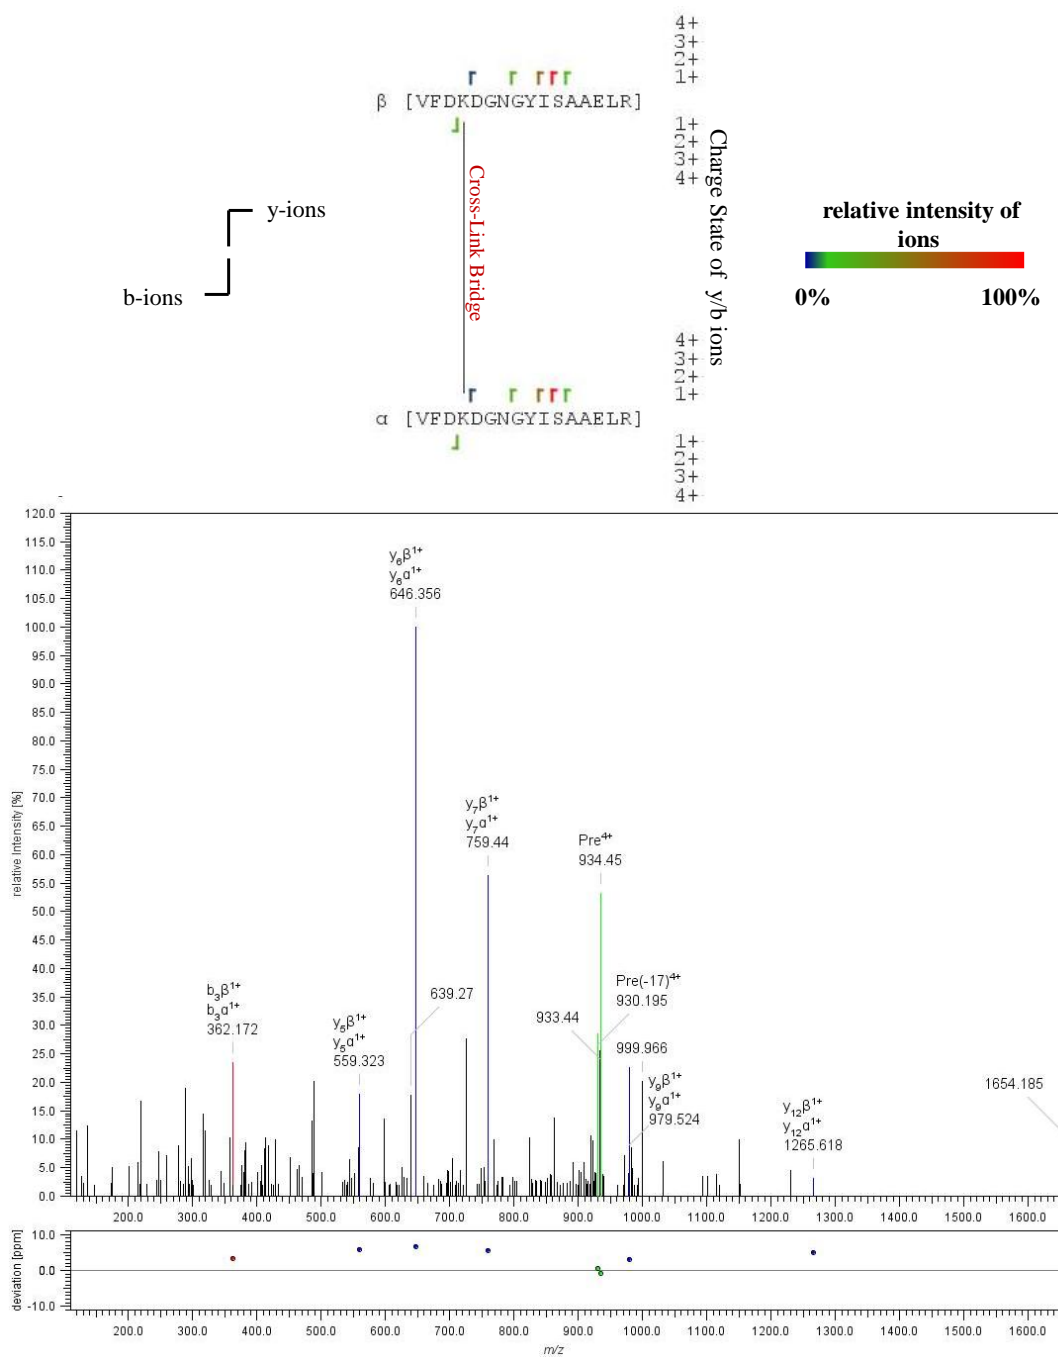 4+
3+
2+
1+
β [VFDKDGNGYISAAELR]
1+
2+
3+
4+
Cross-Link Bridge
Charge State of y/b ions
y-ions
b-ions
relative intensity of
ions
0% 100%
4+
3+
2+
1+
α [VFDKDGNGYISAAELR]
1+
2+
3+
4+
120.0
115.0
110.0
105.0
100.0
95.0
90.0
85.0
80.0
75.0
70.0
65.0
60.0
55.0
50.0
45.0
40.0
35.0
30.0
25.0
20.0
15.0
10.0
5.0
0.0
relative Intensity [%]
y₆β¹⁺
y₆α¹⁺
646.356
y₇β¹⁺
y₇α¹⁺
759.44
Pre⁴⁺
934.45
Pre(-17)⁴⁺
930.195
b₃β¹⁺
b₃α¹⁺
362.172
639.27
933.44
y₅β¹⁺
y₅α¹⁺
559.323
999.966
y₉β¹⁺
y₉α¹⁺
979.524
y₁₂β¹⁺
y₁₂α¹⁺
1265.618
1654.185
200.0 300.0 400.0 500.0 600.0 700.0 800.0 900.0 1000.0 1100.0 1200.0 1300.0 1400.0 1500.0 1600.0
10.0
0.0
-10.0
deviation [ppm]
200.0 300.0 400.0 500.0 600.0 700.0 800.0 900.0 1000.0 1100.0 1200.0 1300.0 1400.0 1500.0 1600.0
m/z